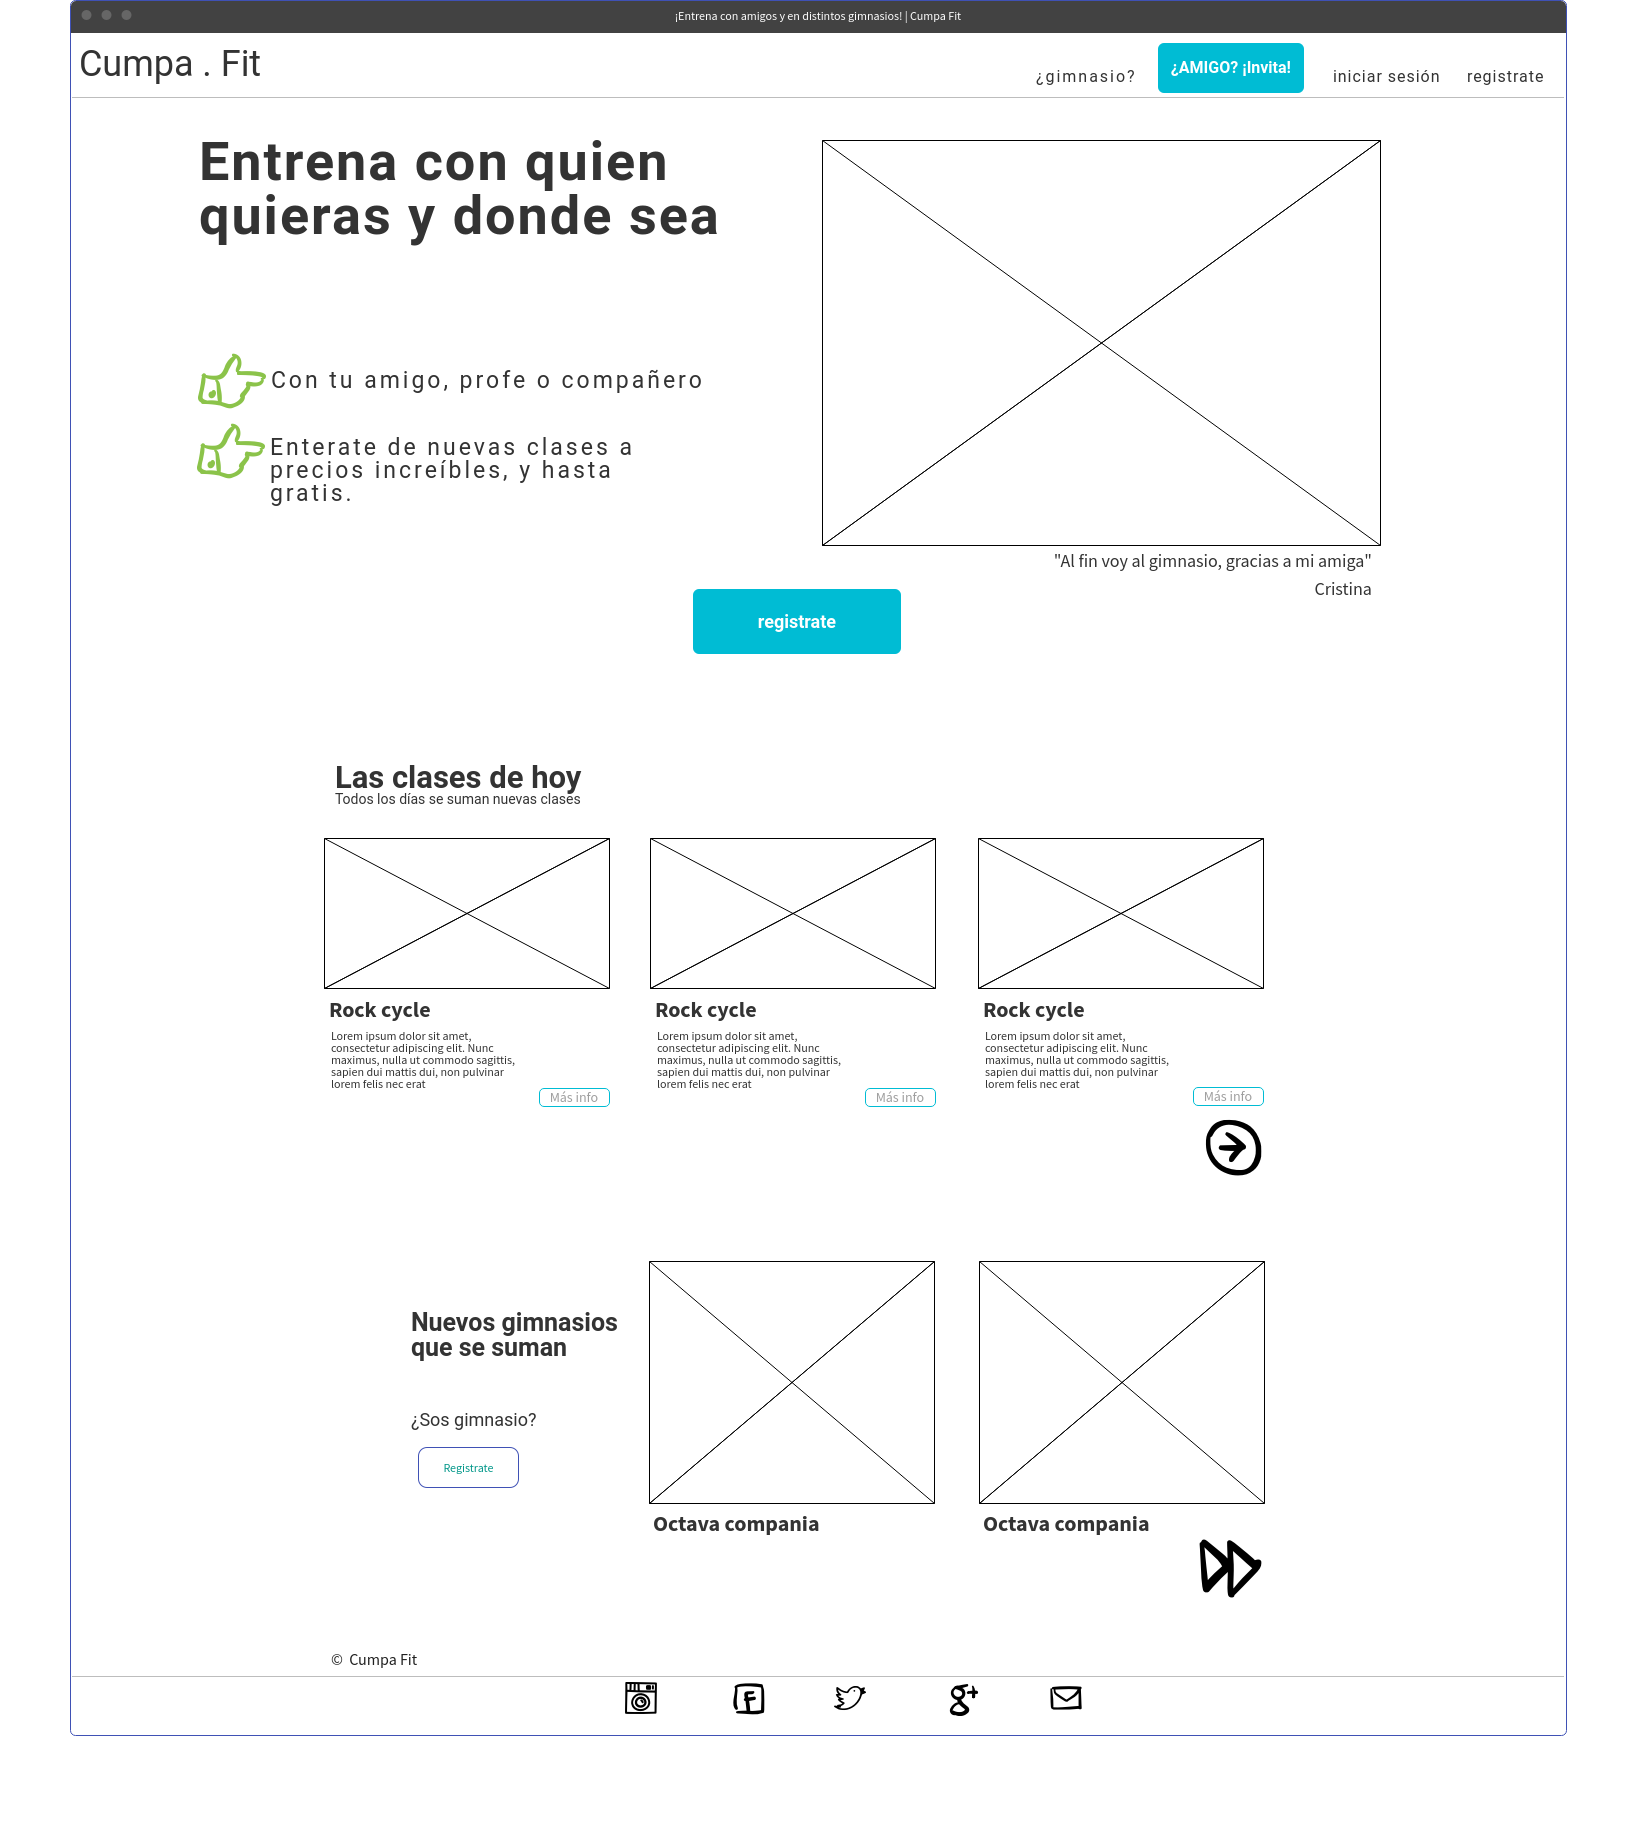 ¡Entrena con amigos y en distintos gimnasios! | Cumpa Fit
Cumpa . Fit
¿gimnasio?
¿AMIGO? ¡Invita!
iniciar sesión
registrate
Entrena con quien
quieras y donde sea
Con tu amigo, profe o compañero
Enterate de nuevas clases a
precios increíbles, y hasta
gratis.
"Al fin voy al gimnasio, gracias a mi amiga"
Cristina
registrate
Las clases de hoy
Todos los días se suman nuevas clases
Rock cycle
Lorem ipsum dolor sit amet,
consectetur adipiscing elit. Nunc
maximus, nulla ut commodo sagittis,
sapien dui mattis dui, non pulvinar
lorem felis nec erat
Más info
Rock cycle
Lorem ipsum dolor sit amet,
consectetur adipiscing elit. Nunc
maximus, nulla ut commodo sagittis,
sapien dui mattis dui, non pulvinar
lorem felis nec erat
Más info
Rock cycle
Lorem ipsum dolor sit amet,
consectetur adipiscing elit. Nunc
maximus, nulla ut commodo sagittis,
sapien dui mattis dui, non pulvinar
lorem felis nec erat
Más info
Nuevos gimnasios
que se suman
¿Sos gimnasio?
Registrate
Octava compania
Octava compania
© Cumpa Fit